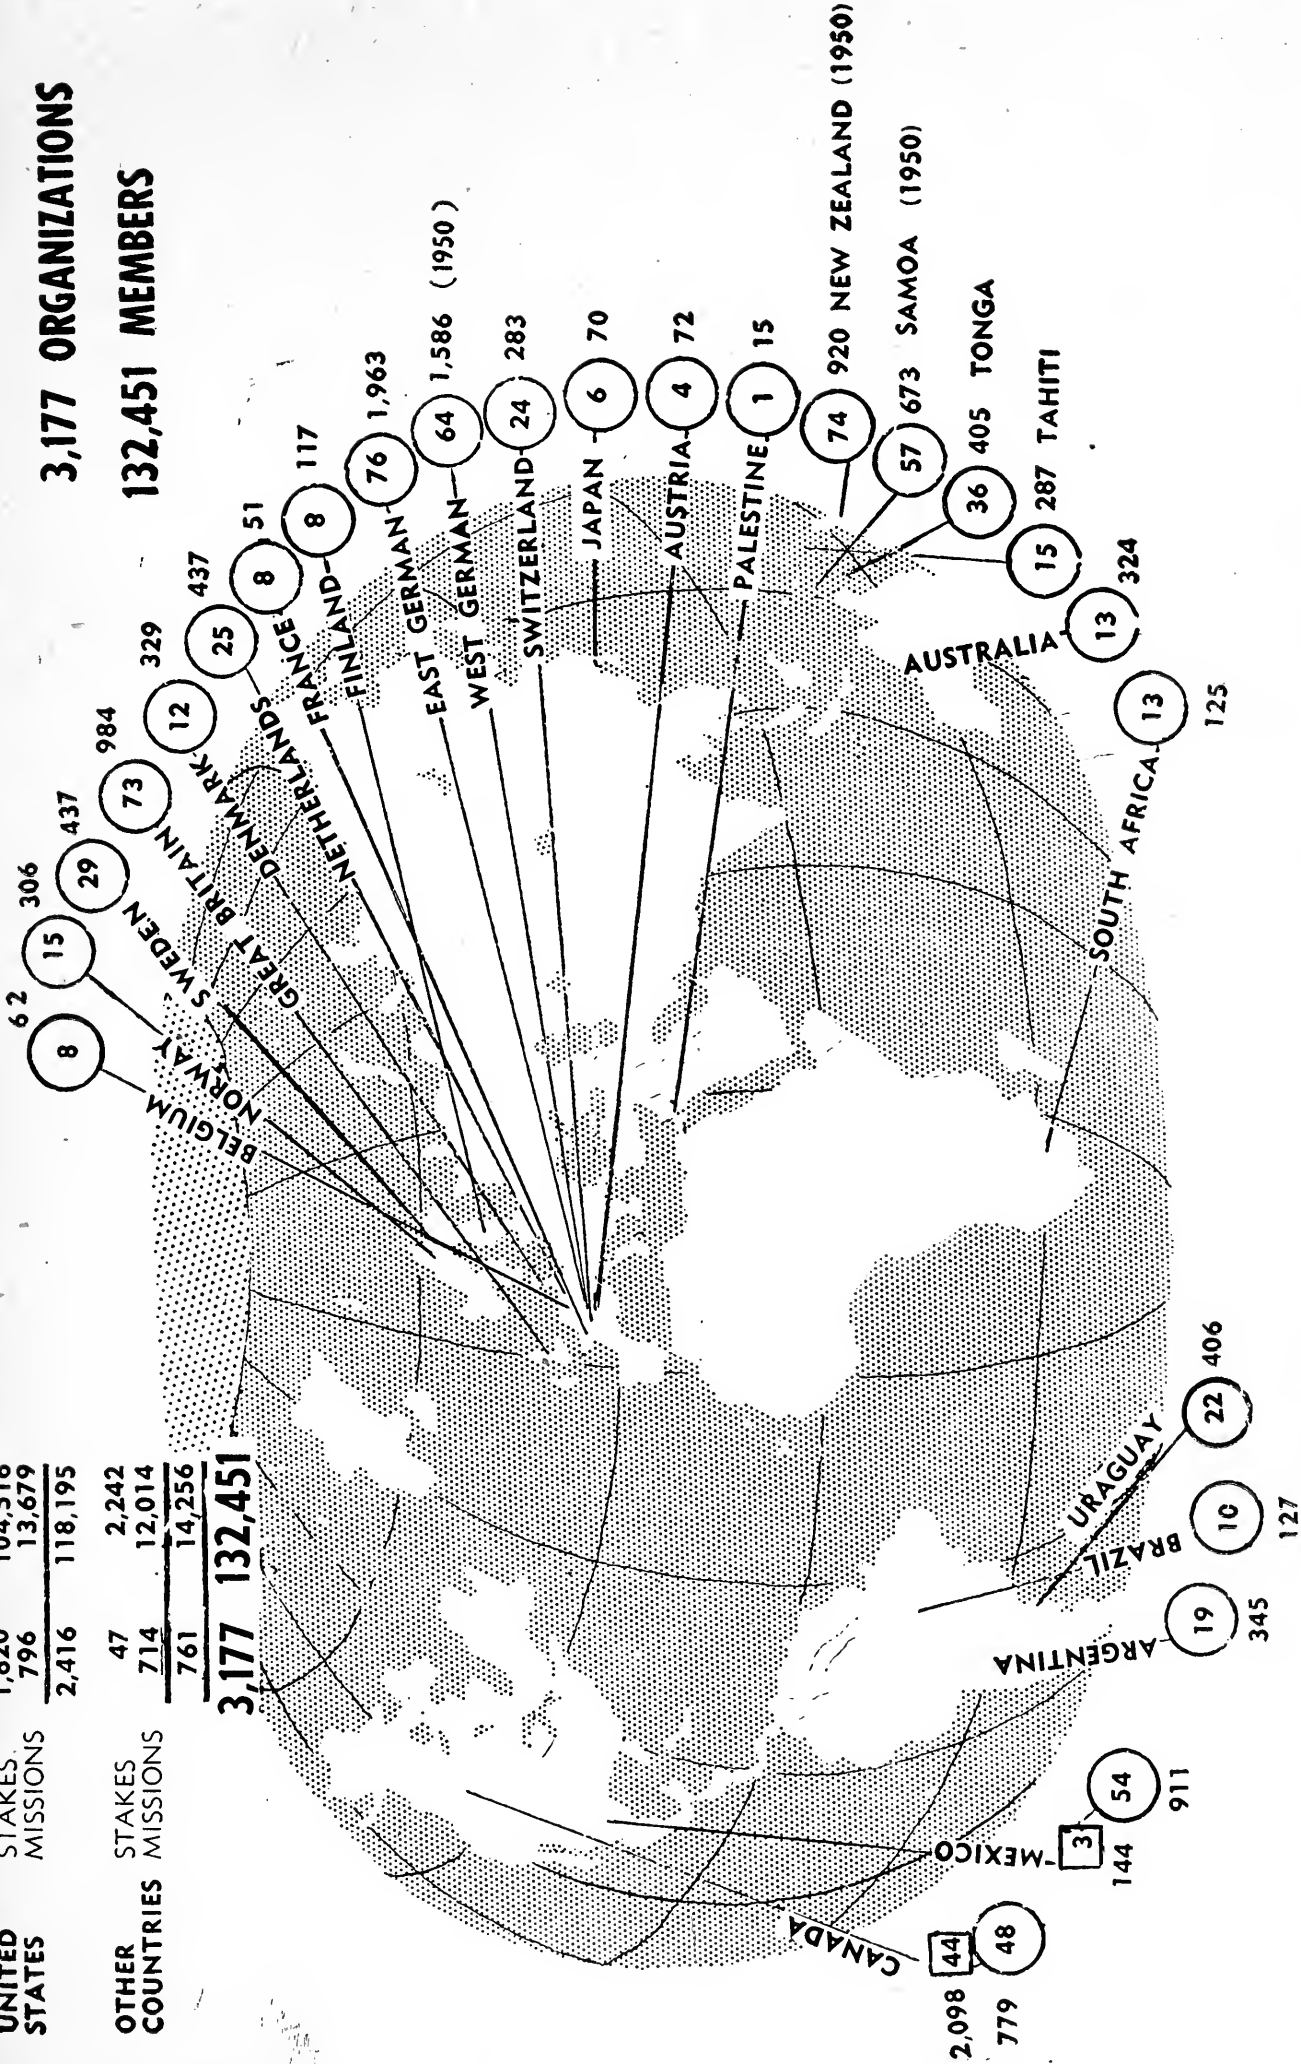 3,177 ORGANIZATIONS
132,451 MEMBERS
UNITED STAKES
STATES MISSIONS 796 13,679
2,416 118,195
OTHER STAKES 47 2,242
COUNTRIES MISSIONS 714 12,014
761 14,256
3,177 132,451
BELGIUM 8 62
NORWAY 15 306
SWEDEN 29 437
GREAT BRITAIN 73 984
DENMARK 12 329
NETHERLANDS 25 437
FRANCE 8 51
FINLAND 8 117
EAST GERMAN 76 1,963
WEST GERMAN 64 1,586 (1950)
SWITZERLAND 24 283
JAPAN 6 70
AUSTRIA 4 72
PALESTINE 1 15
74 920 NEW ZEALAND (1950)
57 673 SAMOA (1950)
36 405 TONGA
15 287 TAHITI
AUSTRALIA 13 324
SOUTH AFRICA 13 125
URAGUAY 22 406
BRAZIL 10 127
ARGENTINA 19 345
MEXICO 3 144
54 911
CANADA 44 2,098
48 779